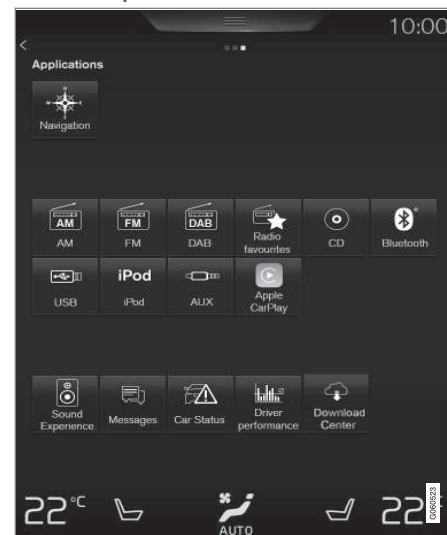 10:00
Applications
Navigation
AM FM DAB
AM FM DAB Radio favourites CD Bluetooth
iPod
USB iPod AUX Apple CarPlay
Sound Experience Messages Car Status Driver performance Download Center
22°C AUTO 22
G060523